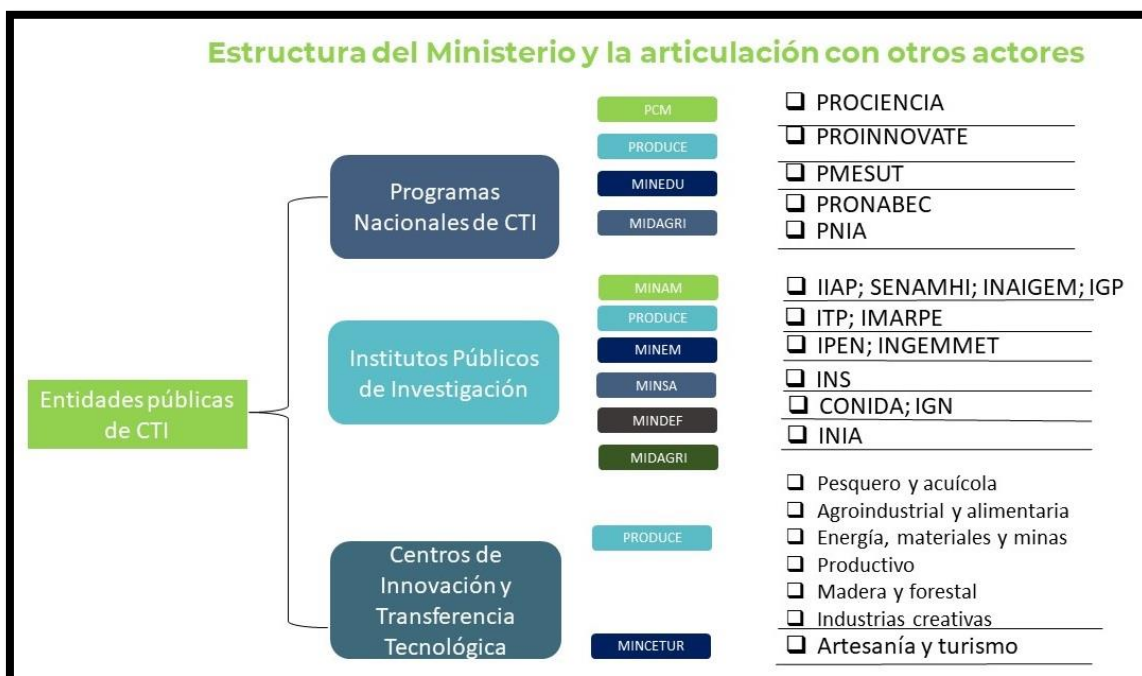 Estructura del Ministerio y la articulación con otros actores
Entidades públicas
de CTI
Programas
Nacionales de CTI
PCM
PRODUCE
MINEDU
MIDAGRI
PROCIENCIA
PROINNOVATE
PMESUT
PRONABEC
PNIA
Institutos Públicos
de Investigación
MINAM
PRODUCE
MINEM
MINSA
MINDEF
MIDAGRI
IIAP; SENAMHI; INAIGEM; IGP
ITP; IMARPE
IPEN; INGEMMET
INS
CONIDA; IGN
INIA
Centros de
Innovación y
Transferencia
Tecnológica
PRODUCE
MINCETUR
Pesquero y acuícola
Agroindustrial y alimentaria
Energía, materiales y minas
Productivo
Madera y forestal
Industrias creativas
Artesanía y turismo